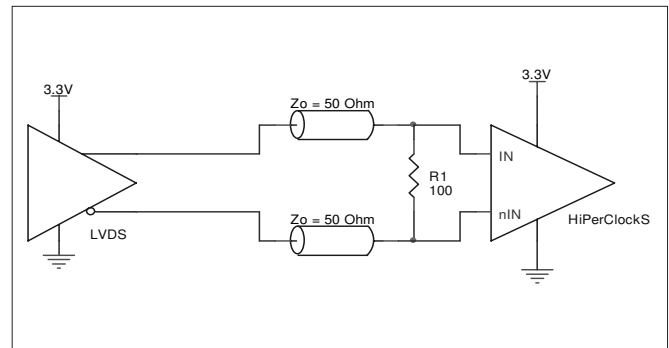 3.3V
3.3V
Zo = 50 Ohm
IN
R1
100
nIN
Zo = 50 Ohm
LVDS
HiPerClockS